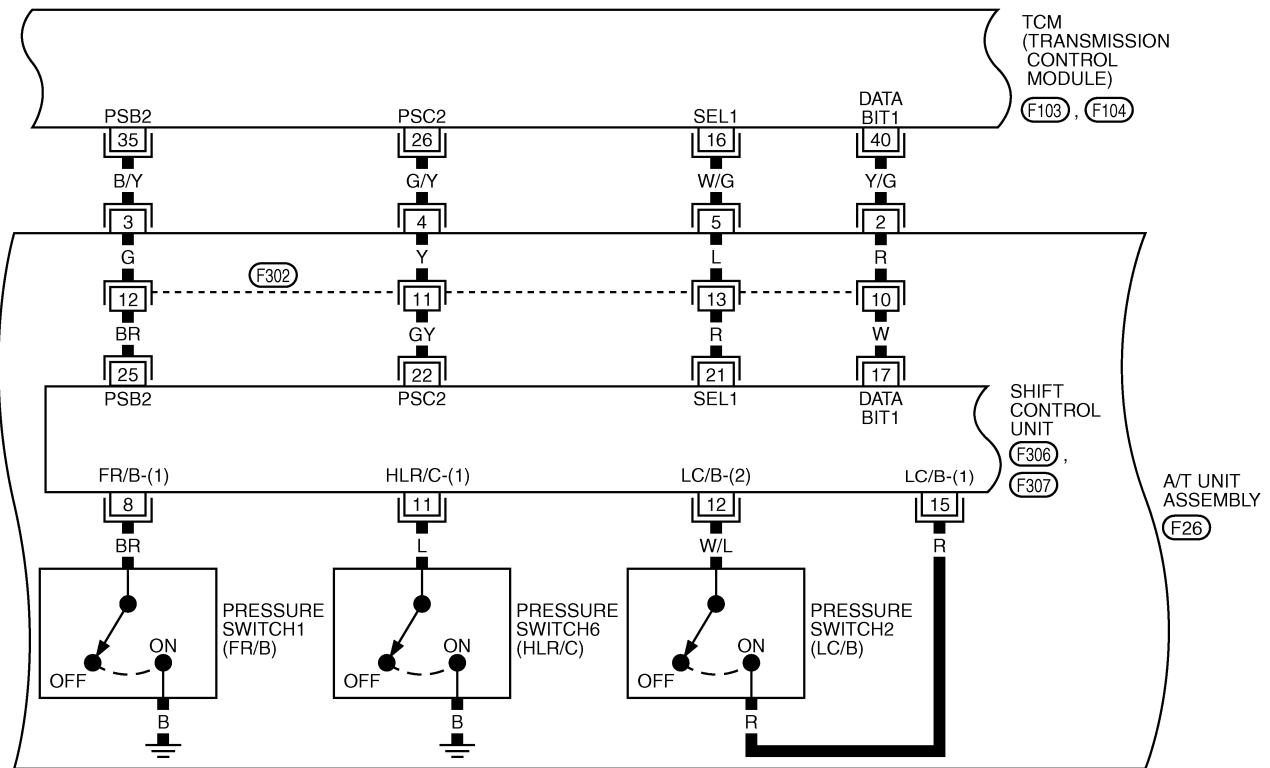 TCM
(TRANSMISSION
CONTROL
MODULE)
F103 , F104
PSB2 PSC2 SEL1 DATA
BIT1
35 26 16 40
B/Y G/Y W/G Y/G
3 4 5 2
G Y L R
F302
12 11 13 10
BR GY R W
25 22 21 17
PSB2 PSC2 SEL1 DATA
BIT1
SHIFT
CONTROL
UNIT
F306 ,
F307
FR/B-(1) HLR/C-(1) LC/B-(2) LC/B-(1)
8 11 12 15
A/T UNIT
ASSEMBLY
F26
BR L W/L R
PRESSURE
SWITCH1
(FR/B)
ON
OFF
PRESSURE
SWITCH6
(HLR/C)
ON
OFF
PRESSURE
SWITCH2
(LC/B)
ON
OFF
B B R